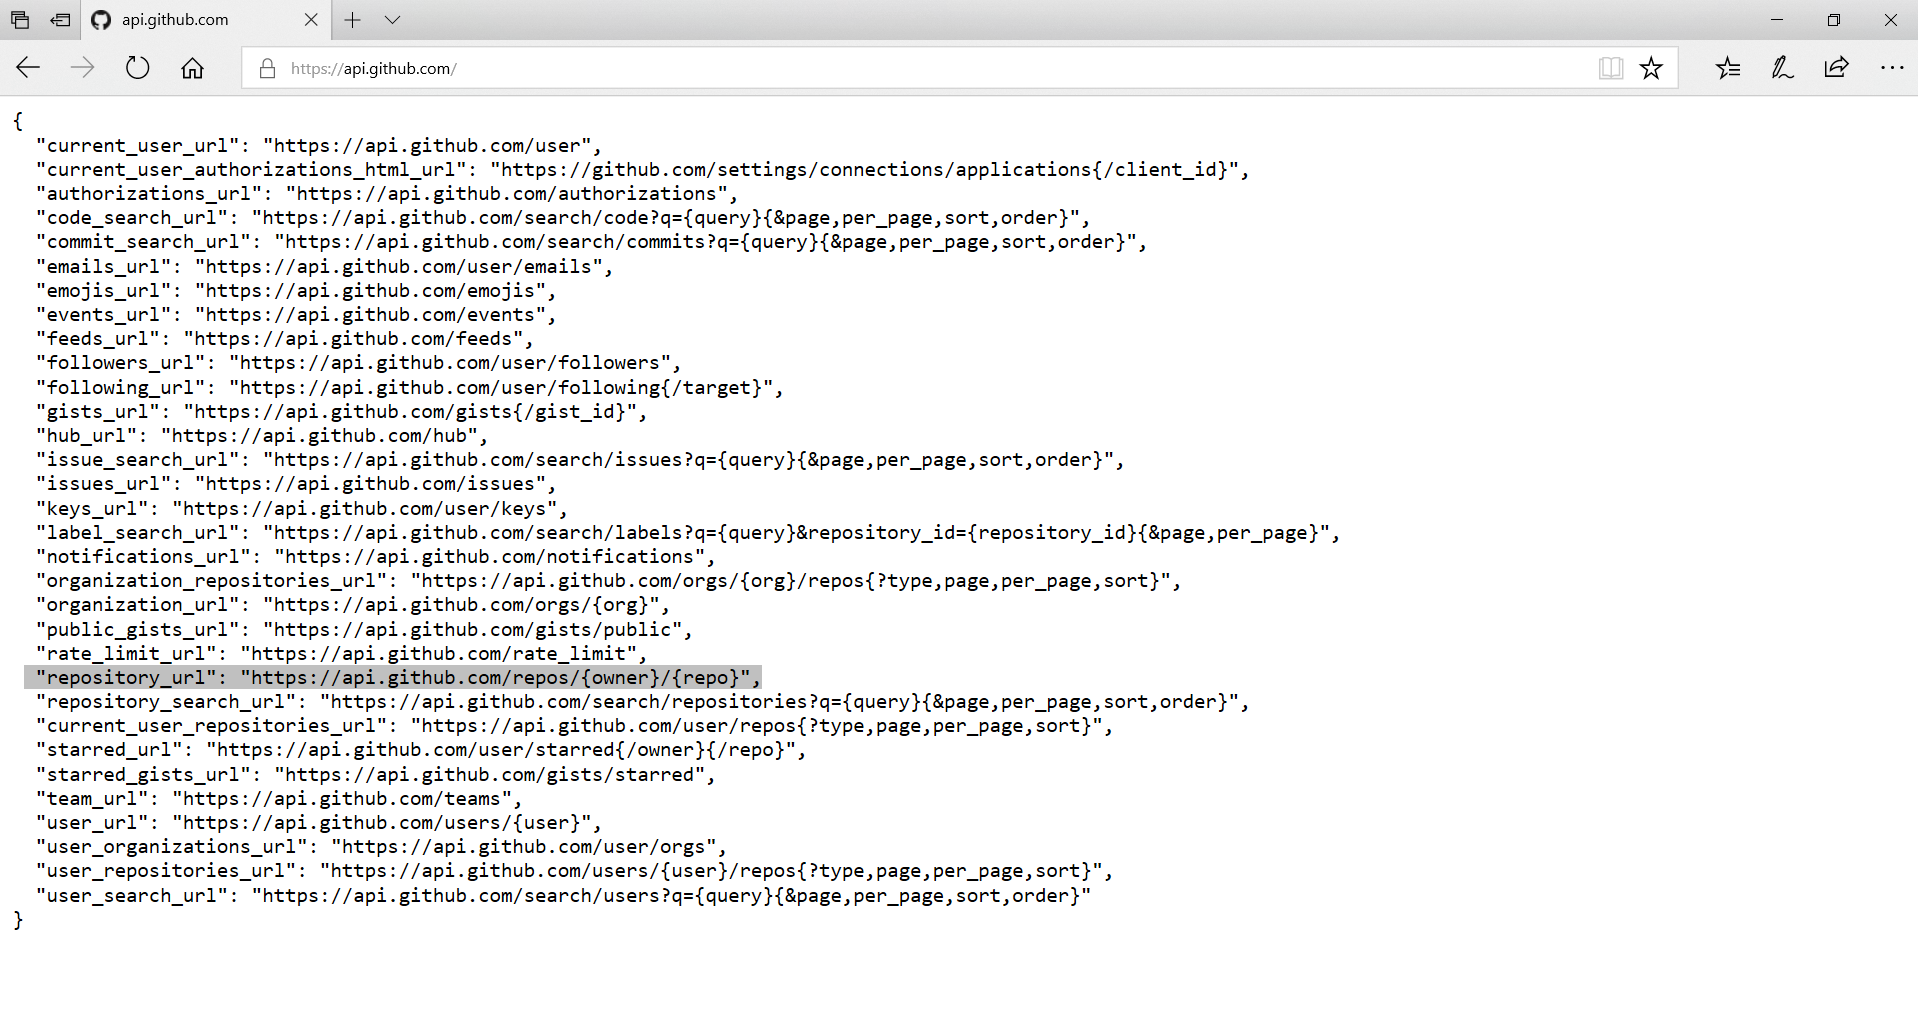 api.github.com
https://api.github.com/
{
  "current_user_url": "https://api.github.com/user",
  "current_user_authorizations_html_url": "https://github.com/settings/connections/applications{/client_id}",
  "authorizations_url": "https://api.github.com/authorizations",
  "code_search_url": "https://api.github.com/search/code?q={query}{&page,per_page,sort,order}",
  "commit_search_url": "https://api.github.com/search/commits?q={query}{&page,per_page,sort,order}",
  "emails_url": "https://api.github.com/user/emails",
  "emojis_url": "https://api.github.com/emojis",
  "events_url": "https://api.github.com/events",
  "feeds_url": "https://api.github.com/feeds",
  "followers_url": "https://api.github.com/user/followers",
  "following_url": "https://api.github.com/user/following{/target}",
  "gists_url": "https://api.github.com/gists{/gist_id}",
  "hub_url": "https://api.github.com/hub",
  "issue_search_url": "https://api.github.com/search/issues?q={query}{&page,per_page,sort,order}",
  "issues_url": "https://api.github.com/issues",
  "keys_url": "https://api.github.com/user/keys",
  "label_search_url": "https://api.github.com/search/labels?q={query}&repository_id={repository_id}{&page,per_page}",
  "notifications_url": "https://api.github.com/notifications",
  "organization_repositories_url": "https://api.github.com/orgs/{org}/repos{?type,page,per_page,sort}",
  "organization_url": "https://api.github.com/orgs/{org}",
  "public_gists_url": "https://api.github.com/gists/public",
  "rate_limit_url": "https://api.github.com/rate_limit",
  "repository_url": "https://api.github.com/repos/{owner}/{repo}",
  "repository_search_url": "https://api.github.com/search/repositories?q={query}{&page,per_page,sort,order}",
  "current_user_repositories_url": "https://api.github.com/user/repos{?type,page,per_page,sort}",
  "starred_url": "https://api.github.com/user/starred{/owner}{/repo}",
  "starred_gists_url": "https://api.github.com/gists/starred",
  "team_url": "https://api.github.com/teams",
  "user_url": "https://api.github.com/users/{user}",
  "user_organizations_url": "https://api.github.com/user/orgs",
  "user_repositories_url": "https://api.github.com/users/{user}/repos{?type,page,per_page,sort}",
  "user_search_url": "https://api.github.com/search/users?q={query}{&page,per_page,sort,order}"
}